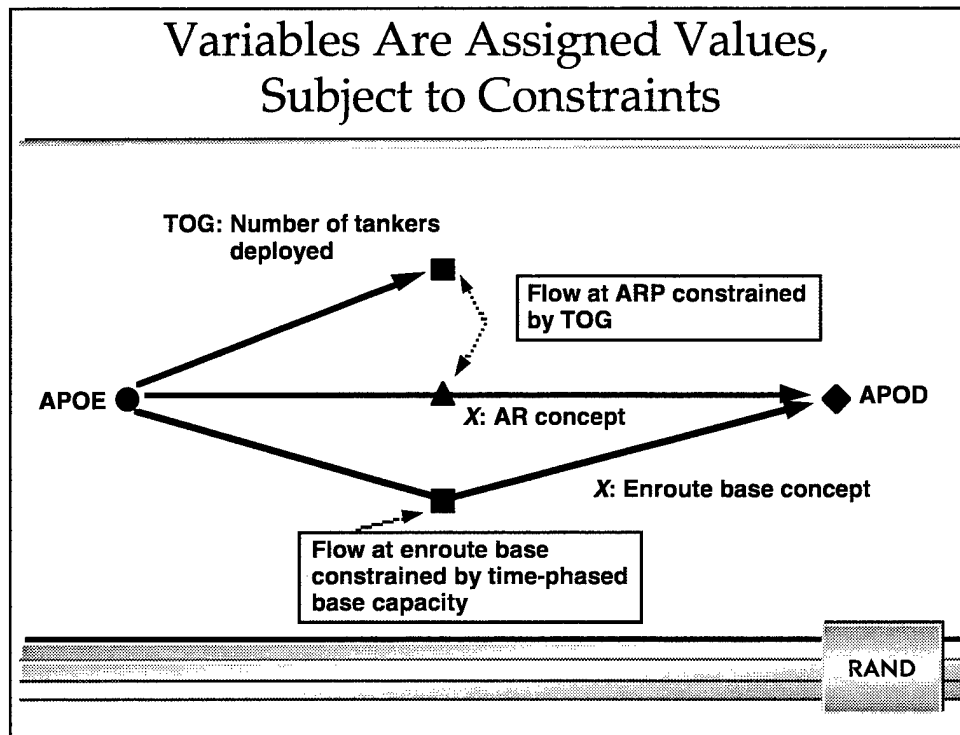 Variables Are Assigned Values,
Subject to Constraints
TOG: Number of tankers
deployed
Flow at ARP constrained
by TOG
APOE
APOD
X: AR concept
X: Enroute base concept
Flow at enroute base
constrained by time-phased
base capacity
RAND